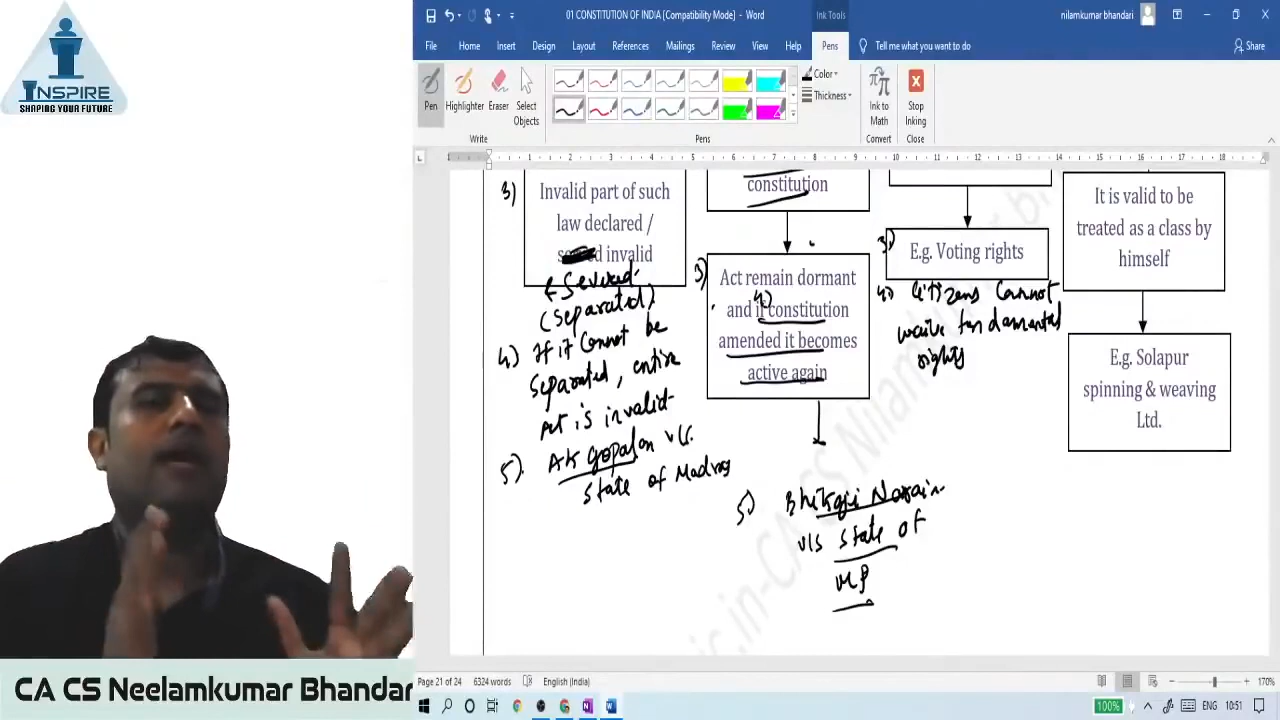 INSPIRE
SHAPING YOUR FUTURE
01 CONSTITUTION OF INDIA [Compatibility Mode] - Word
Ink Tools
nilamkumar bhandari
File
Home
Insert
Design
Layout
References
Mailings
Review
View
Help
Pens
Tell me what you want to do
Share
Pen
Highlighter
Eraser
Select Objects
Color
Thickness
Ink to Math
Stop Inking
Write
Pens
Convert
Close
3)
Invalid part of such
law declared /
invalid
(Severed-
(Separated)
4) If it Cannot be
Separated, entire
Act is invalid
5) AK Gopalan v/s.
State of Madras
constitution
3)
Act remain dormant
4)
and if constitution
amended it becomes
active again
5) Bhikaji Narain
v/s State of
MP
3)
E.g. Voting rights
4) Citizens Cannot
waive fundamental
rights
It is valid to be
treated as a class by
himself
E.g. Solapur
spinning & weaving
Ltd.
.in-CA CS Nilamkumar B
CA CS Neelamkumar Bhandar
Page 21 of 24
6324 words
English (India)
170%
100%
ENG
10:51